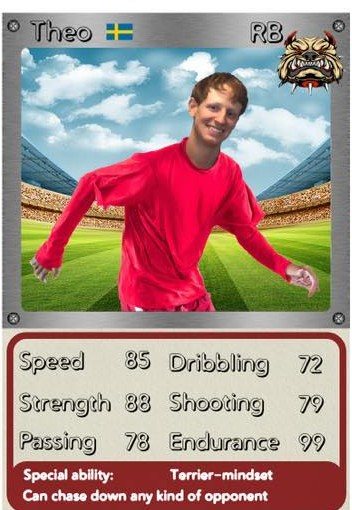 Theo RB
Speed 85 Dribbling 72
Strength 88 Shooting 79
Passing 78 Endurance 99
Special ability: Terrier-mindset
Can chase down any kind of opponent